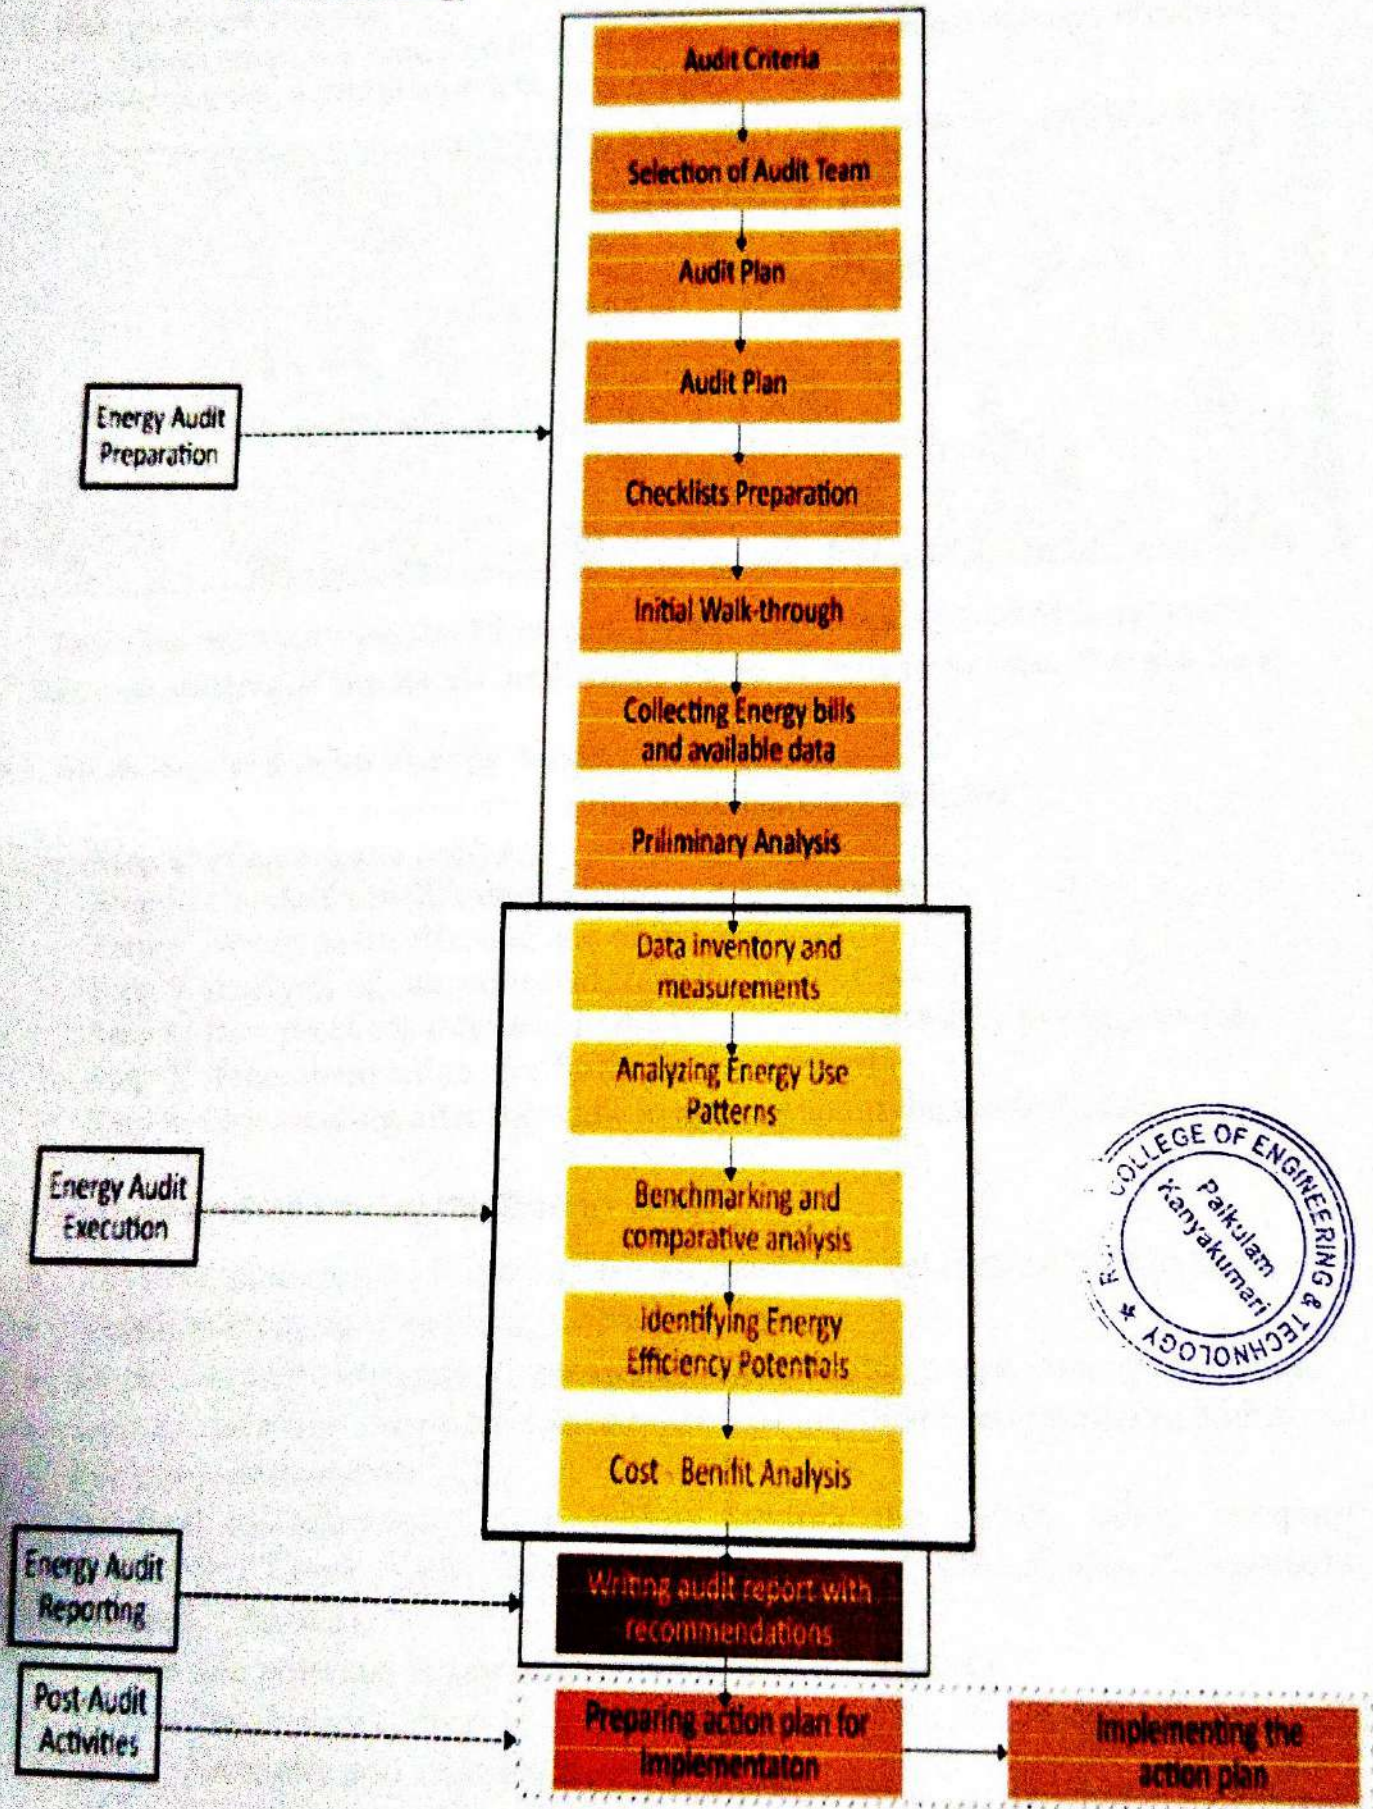 Audit Criteria
Selection of Audit Team
Audit Plan
Audit Plan
Energy Audit
Preparation
Checklists Preparation
Initial Walk-through
Collecting Energy bills
and available data
Priliminary Analysis
Data inventory and
measurements
Analyzing Energy Use
Patterns
Energy Audit
Execution
Benchmarking and
comparative analysis
Identifying Energy
Efficiency Potentials
Cost - Benifit Analysis
COLLEGE OF ENGINEERING & TECHNOLOGY
Palkulam
Kanyakumari
Energy Audit
Reporting
Writing audit report with
recommendations
Post Audit
Activities
Preparing action plan for
Implementaton
Implementing the
action plan